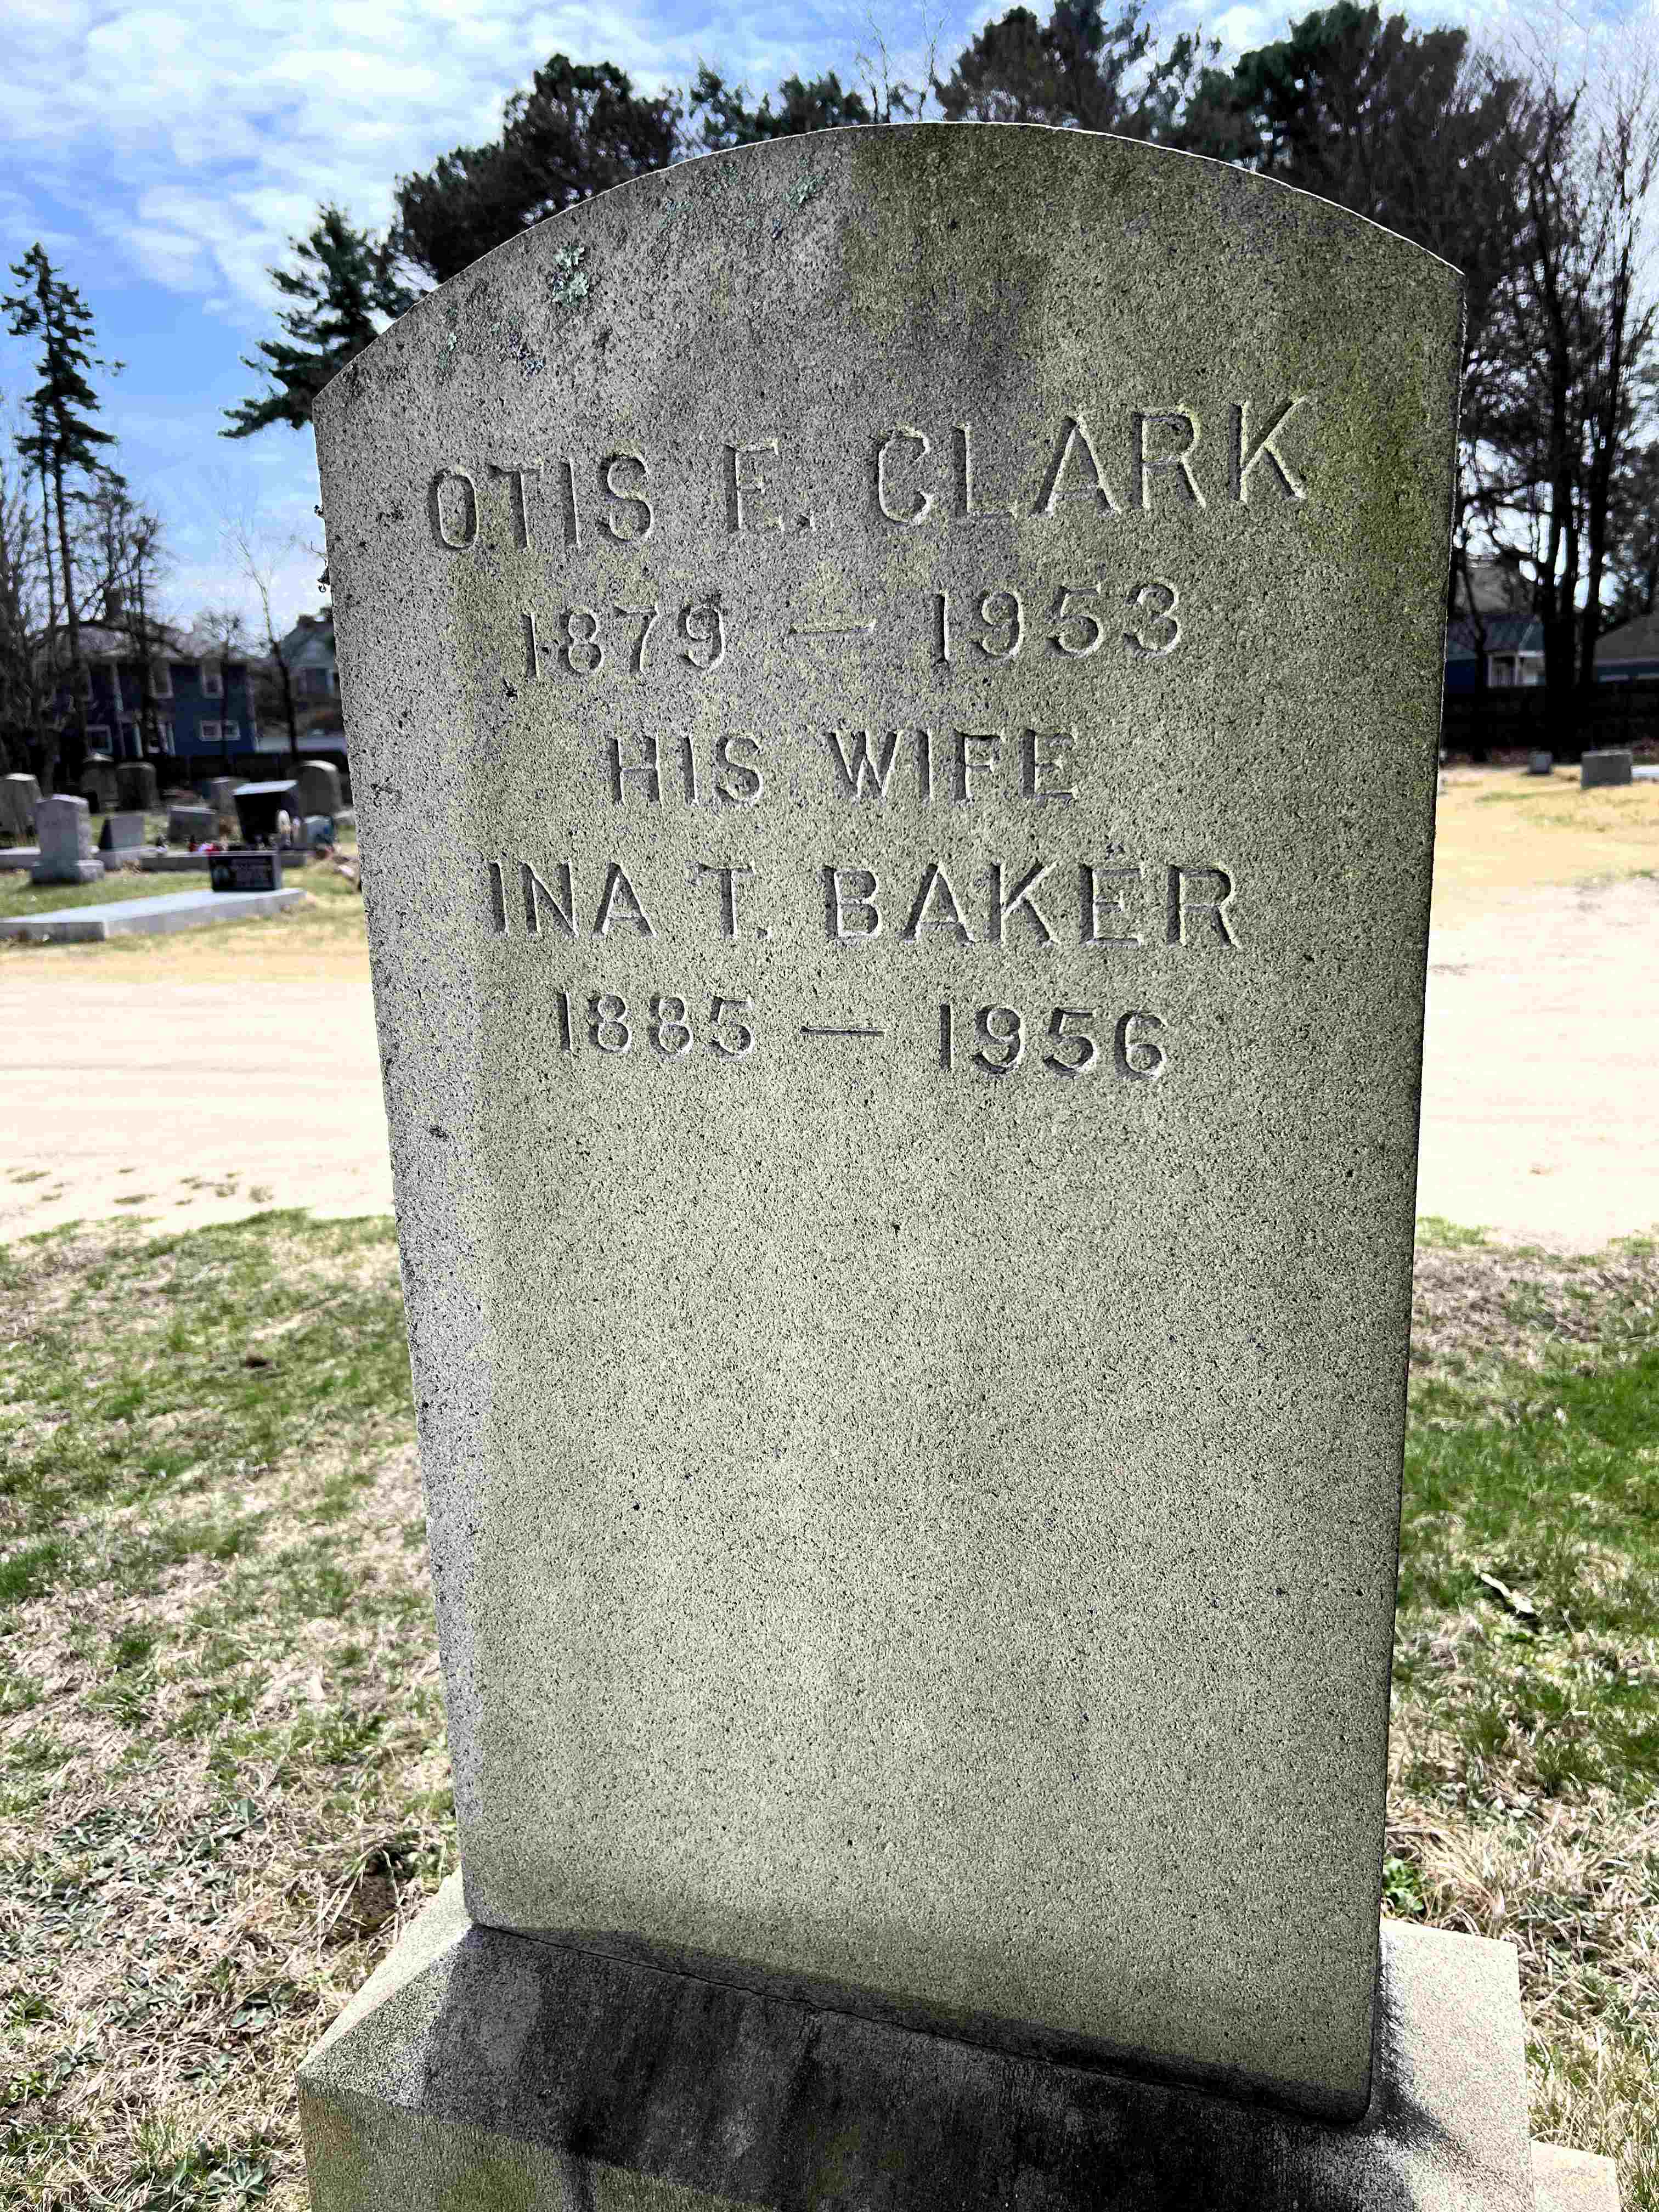 OTIS E. CLARK
1879 — 1953
HIS WIFE
INA T. BAKER
1885 — 1956